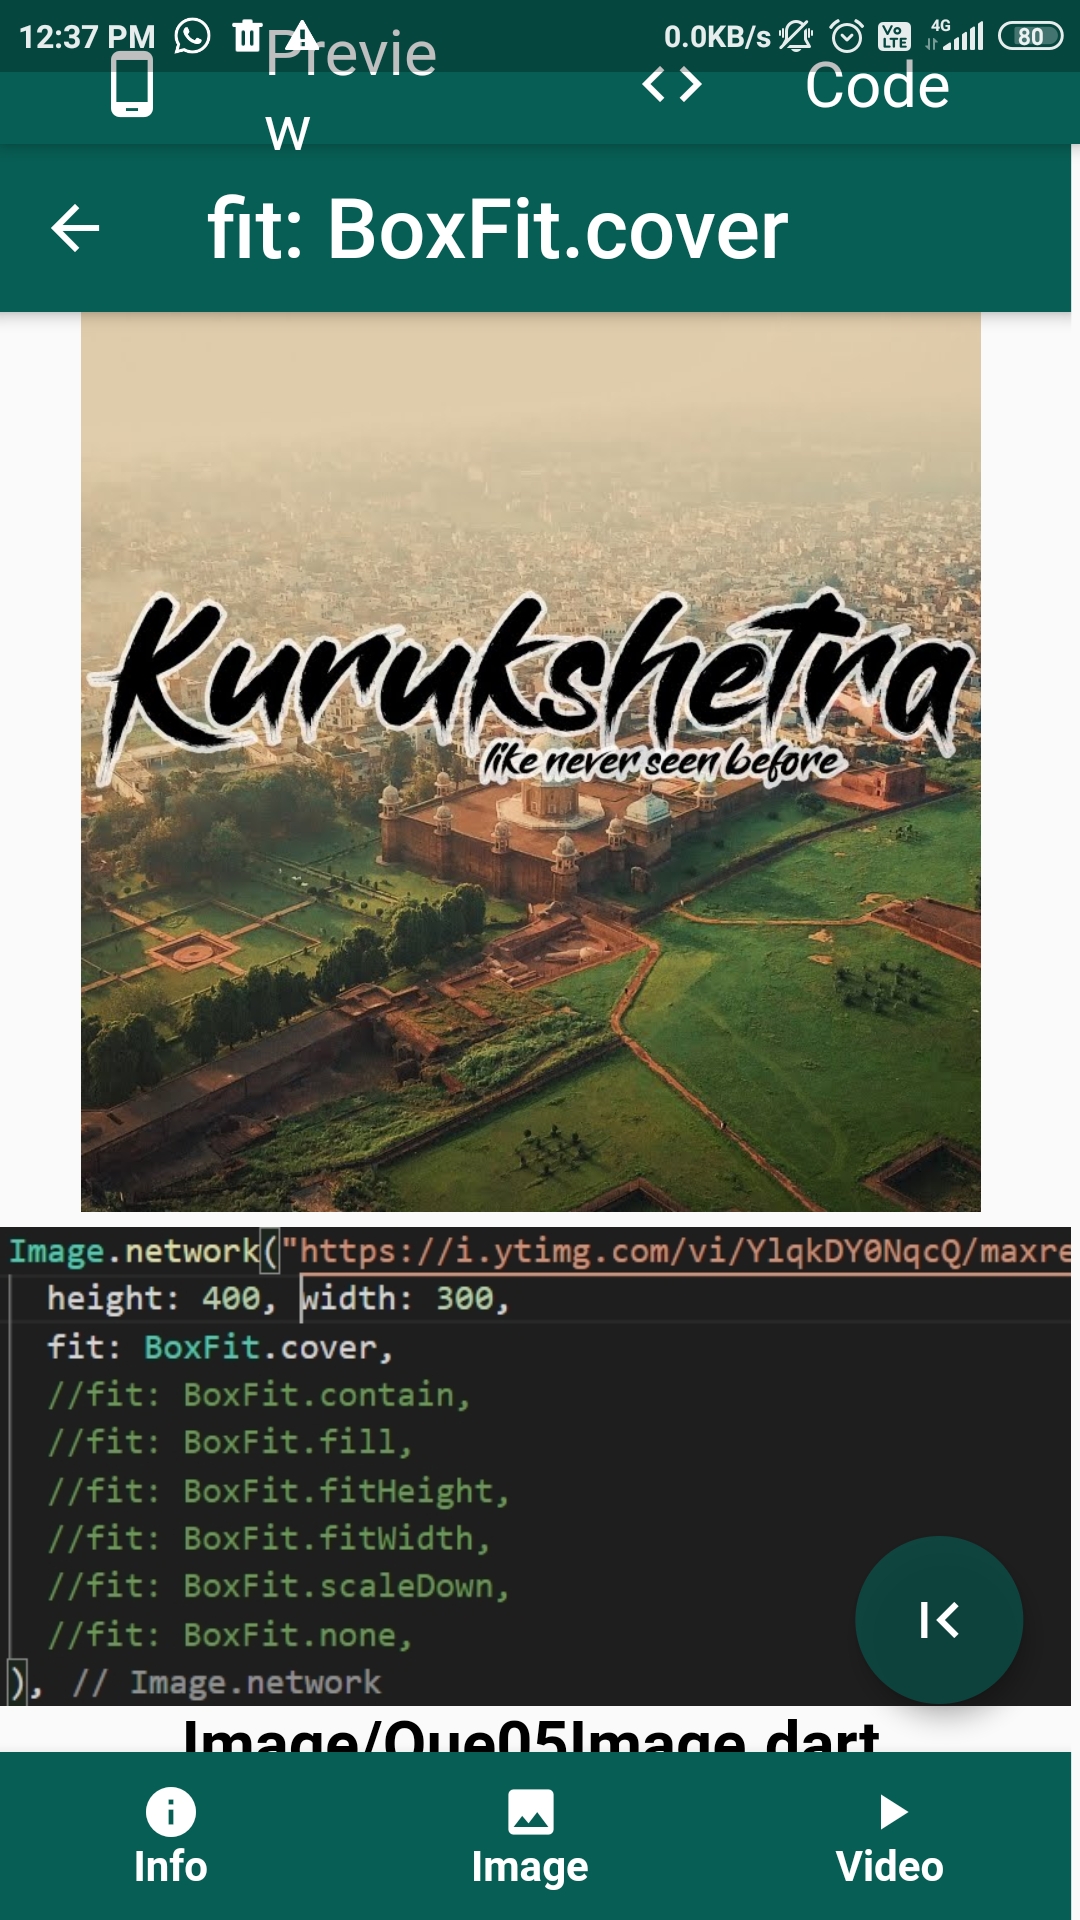 12:37 PM 0.0KB/s Vo LTE 4G 80
Previe
w
Code
fit: BoxFit.cover
Kurukshetra
like never seen before
Image.network("https://i.ytimg.com/vi/YlqkDY0NqcQ/maxre
height: 400, width: 300,
fit: BoxFit.cover,
//fit: BoxFit.contain,
//fit: BoxFit.fill,
//fit: BoxFit.fitHeight,
//fit: BoxFit.fitWidth,
//fit: BoxFit.scaleDown,
//fit: BoxFit.none,
), // Image.network
Image/Que05Image.dart
Info Image Video